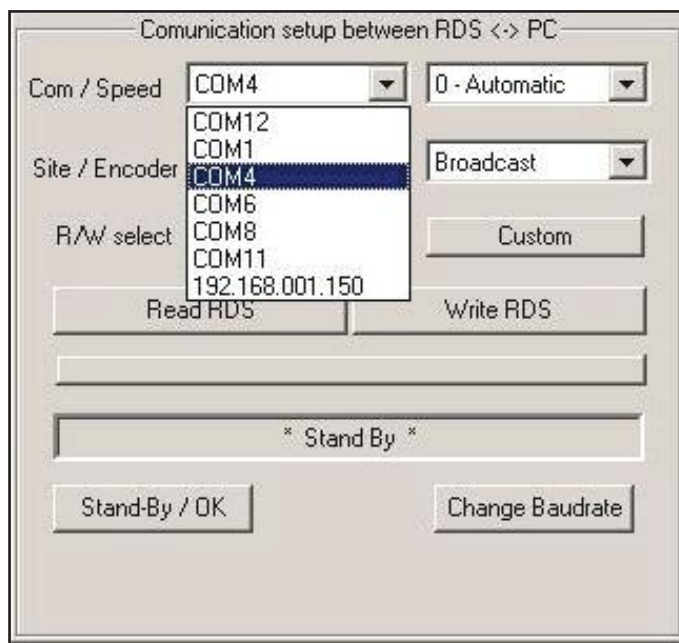 Comunication setup between RDS <-> PC
Com / Speed COM4 0 - Automatic
COM12
COM1
Site / Encoder COM4 Broadcast
COM6
R/W select COM8 Custom
COM11
192.168.001.150
Read RDS Write RDS
* Stand By *
Stand-By / OK Change Baudrate